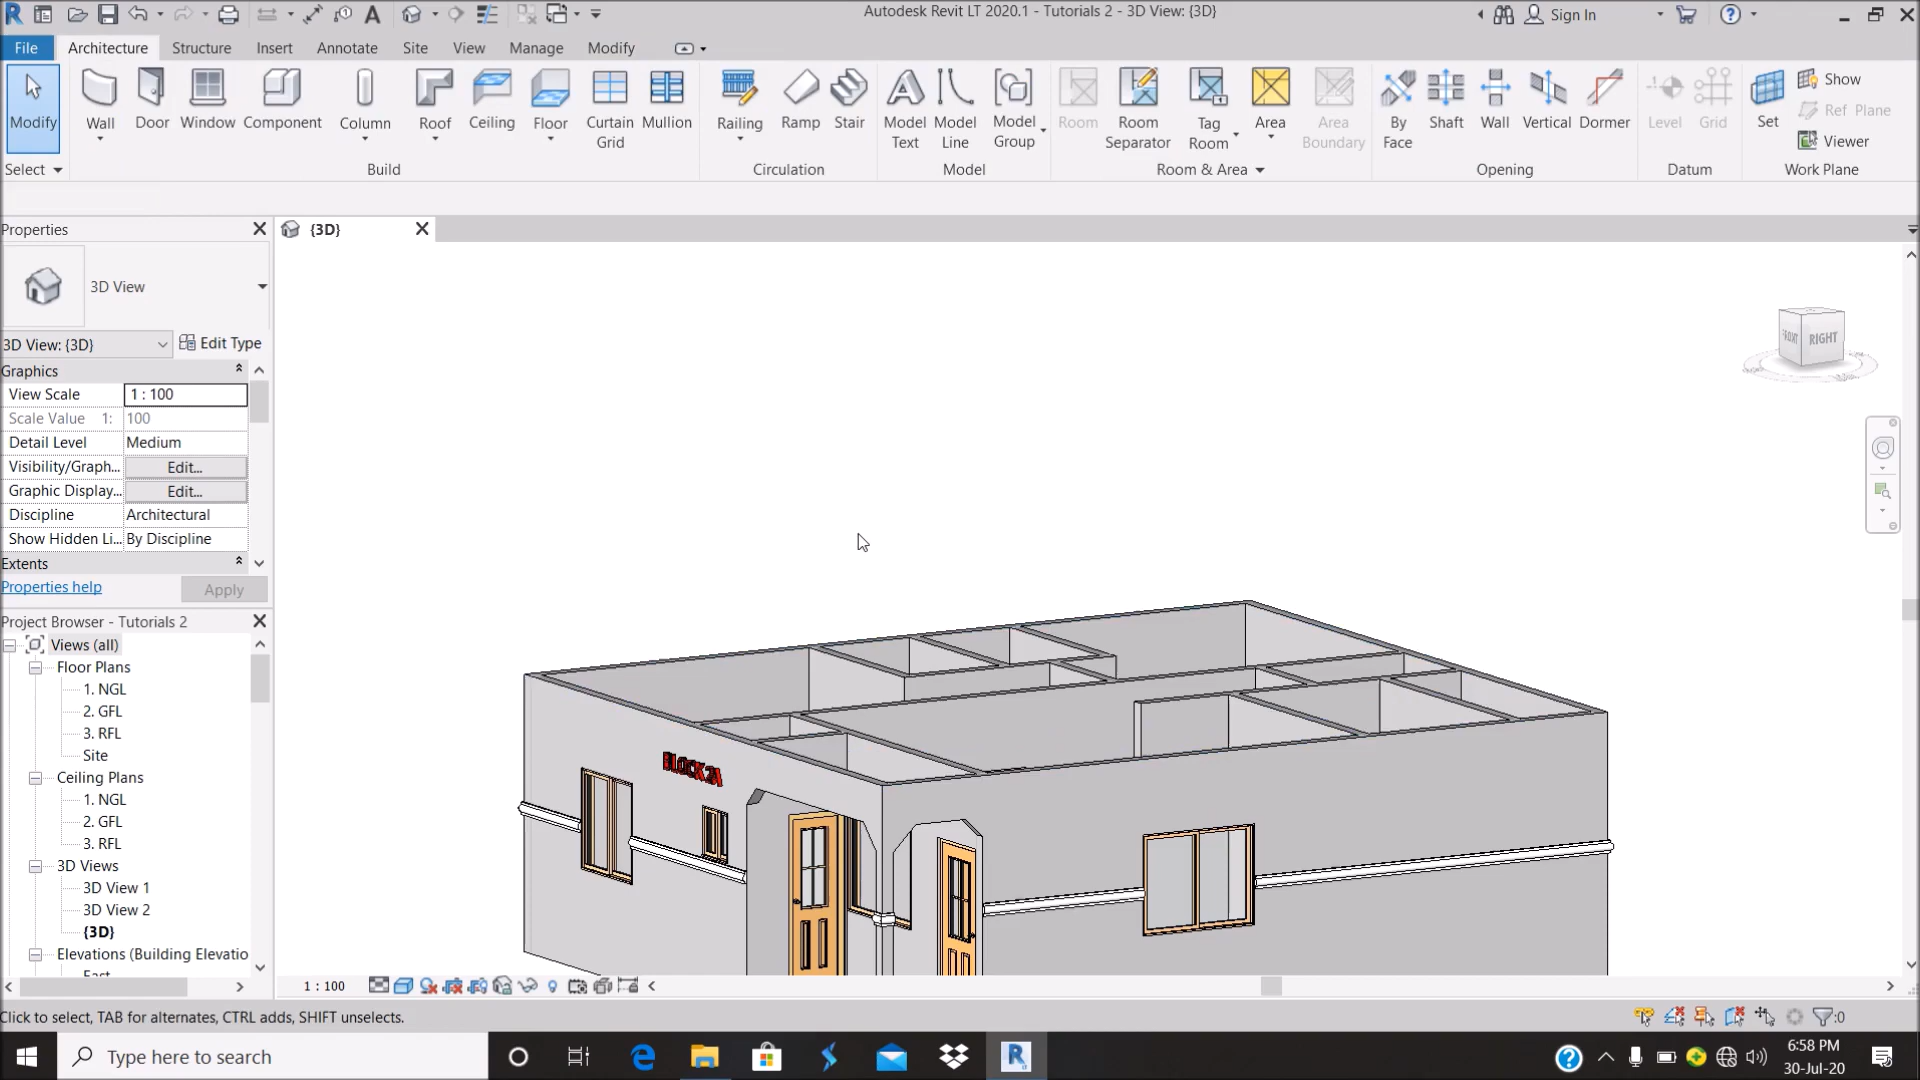 Autodesk Revit LT 2020.1 - Tutorials 2 - 3D View: {3D}
Sign In
File Architecture Structure Insert Annotate Site View Manage Modify
Modify
Wall
Door
Window
Component
Column
Roof
Ceiling
Floor
Curtain Grid
Mullion
Railing
Ramp
Stair
Model Text
Model Line
Model Group
Room
Room Separator
Tag Room
Area
Area Boundary
By Face
Shaft
Wall
Vertical
Dormer
Level
Grid
Set
Show
Ref Plane
Viewer
Select
Build
Circulation
Model
Room & Area
Opening
Datum
Work Plane
Properties
{3D}
3D View
3D View: {3D}
Edit Type
Graphics
View Scale 1 : 100
Scale Value 1: 100
Detail Level Medium
Visibility/Graph... Edit...
Graphic Display... Edit...
Discipline Architectural
Show Hidden Li... By Discipline
Extents
Properties help
Apply
Project Browser - Tutorials 2
Views (all)
Floor Plans
1. NGL
2. GFL
3. RFL
Site
Ceiling Plans
1. NGL
2. GFL
3. RFL
3D Views
3D View 1
3D View 2
{3D}
Elevations (Building Elevatio
East
FRONT
RIGHT
BLOCK2A
1 : 100
Click to select, TAB for alternates, CTRL adds, SHIFT unselects.
:0
Type here to search
6:58 PM
30-Jul-20